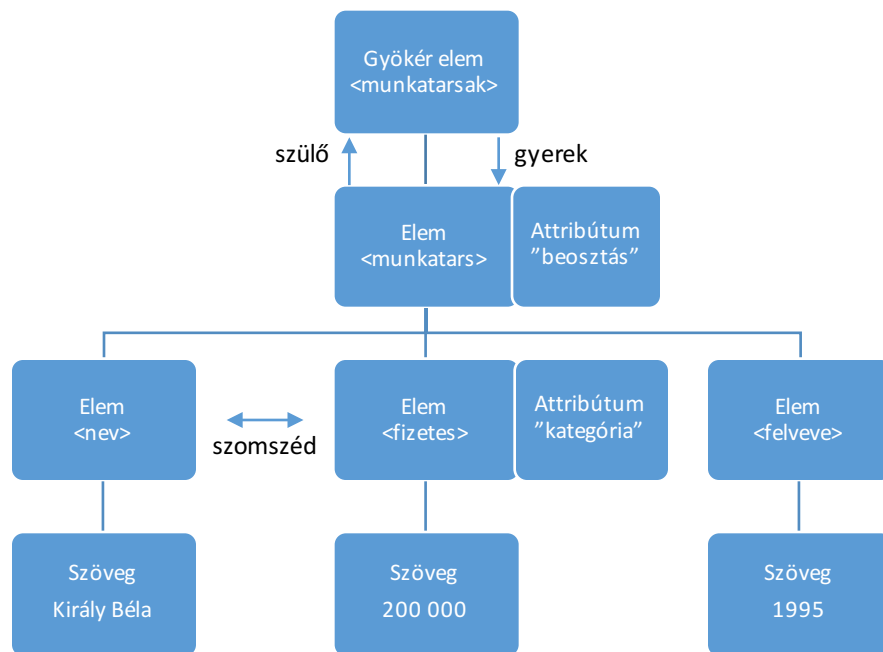 Gyökér elem
<munkatarsak>
szülő
gyerek
Elem
<munkatars>
Attribútum
”beosztás”
Elem
<nev>
szomszéd
Elem
<fizetes>
Attribútum
”kategória”
Elem
<felveve>
Szöveg
Király Béla
Szöveg
200 000
Szöveg
1995